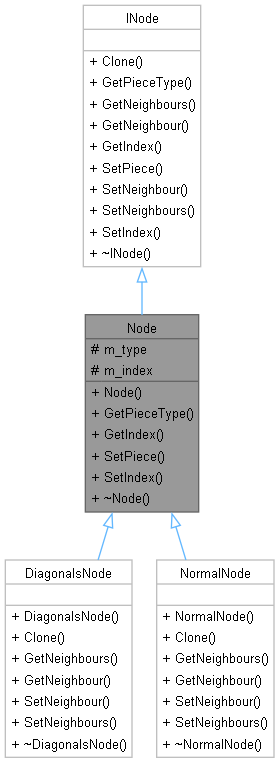 INode
+ Clone()
+ GetPieceType()
+ GetNeighbours()
+ GetNeighbour()
+ GetIndex()
+ SetPiece()
+ SetNeighbour()
+ SetNeighbours()
+ SetIndex()
+ ~INode()
Node
# m_type
# m_index
+ Node()
+ GetPieceType()
+ GetIndex()
+ SetPiece()
+ SetIndex()
+ ~Node()
DiagonalsNode
+ DiagonalsNode()
+ Clone()
+ GetNeighbours()
+ GetNeighbour()
+ SetNeighbour()
+ SetNeighbours()
+ ~DiagonalsNode()
NormalNode
+ NormalNode()
+ Clone()
+ GetNeighbours()
+ GetNeighbour()
+ SetNeighbour()
+ SetNeighbours()
+ ~NormalNode()